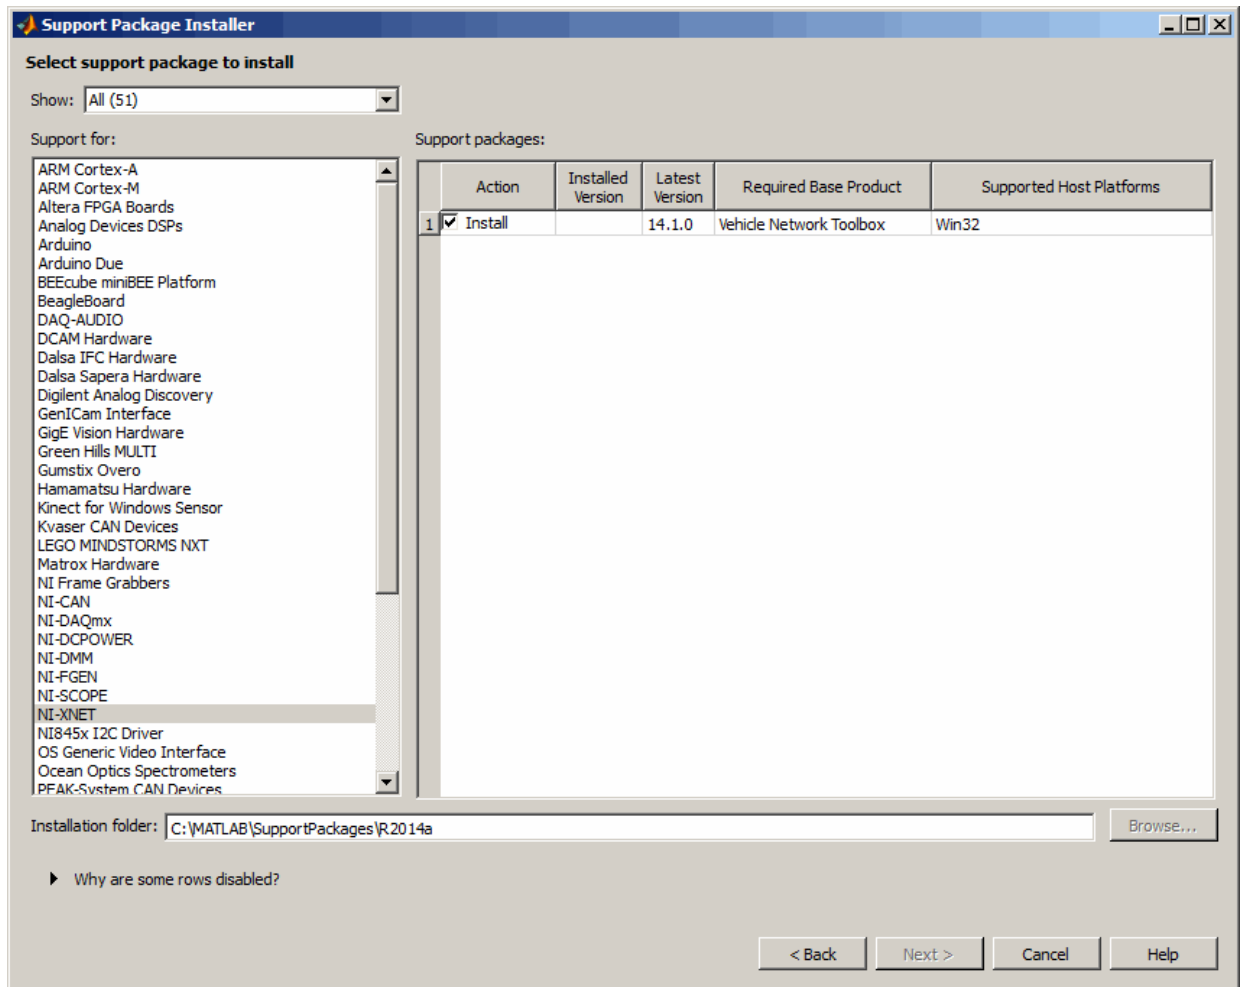 Support Package Installer
Select support package to install
Show: All (51)
Support for:
ARM Cortex-A
ARM Cortex-M
Altera FPGA Boards
Analog Devices DSPs
Arduino
Arduino Due
BEEcube miniBEE Platform
BeagleBoard
DAQ-AUDIO
DCAM Hardware
Dalsa IFC Hardware
Dalsa Sapera Hardware
Digilent Analog Discovery
GenICam Interface
GigE Vision Hardware
Green Hills MULTI
Gumstix Overo
Hamamatsu Hardware
Kinect for Windows Sensor
Kvaser CAN Devices
LEGO MINDSTORMS NXT
Matrox Hardware
NI Frame Grabbers
NI-CAN
NI-DAQmx
NI-DCPOWER
NI-DMM
NI-FGEN
NI-SCOPE
NI-XNET
NI845x I2C Driver
OS Generic Video Interface
Ocean Optics Spectrometers
PEAK-System CAN Devices
Support packages:
Action Installed Version Latest Version Required Base Product Supported Host Platforms
1 Install 14.1.0 Vehicle Network Toolbox Win32
Installation folder: C:\MATLAB\SupportPackages\R2014a Browse...
Why are some rows disabled?
< Back Next > Cancel Help